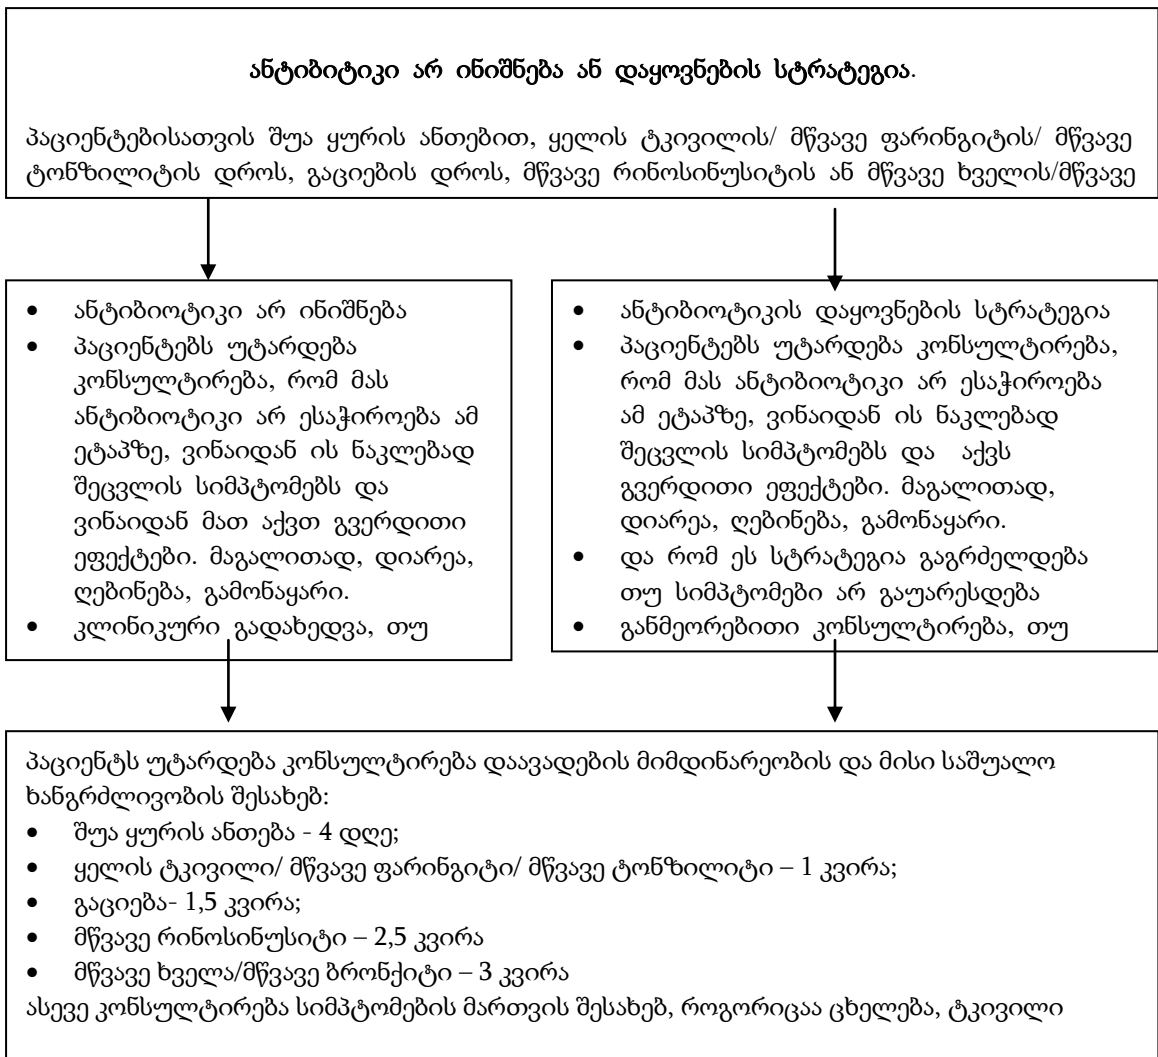 ანტიბიტიკი არ ინიშნება ან დაყოვნების სტრატეგია.
პაციენტებისათვის შუა ყურის ანთებით, ყელის ტკივილის/ მწვავე ფარინგიტის/ მწვავე
ტონზილიტის დროს, გაციების დროს, მწვავე რინოსინუსიტის ან მწვავე ხველის/მწვავე
• ანტიბიოტიკი არ ინიშნება
• პაციენტებს უტარდება
კონსულტირება, რომ მას
ანტიბიოტიკი არ ესაჭიროება ამ
ეტაპზე, ვინაიდან ის ნაკლებად
შეცვლის სიმპტომებს და
ვინაიდან მათ აქვთ გვერდითი
ეფექტები. მაგალითად, დიარეა,
ღებინება, გამონაყარი.
• კლინიკური გადახედვა, თუ
• ანტიბიოტიკის დაყოვნების სტრატეგია
• პაციენტებს უტარდება კონსულტირება,
რომ მას ანტიბიოტიკი არ ესაჭიროება
ამ ეტაპზე, ვინაიდან ის ნაკლებად
შეცვლის სიმპტომებს და აქვს
გვერდითი ეფექტები. მაგალითად,
დიარეა, ღებინება, გამონაყარი.
• და რომ ეს სტრატეგია გაგრძელდება
თუ სიმპტომები არ გაუარესდება
• განმეორებითი კონსულტირება, თუ
პაციენტს უტარდება კონსულტირება დაავადების მიმდინარეობის და მისი საშუალო
ხანგრძლივობის შესახებ:
• შუა ყურის ანთება - 4 დღე;
• ყელის ტკივილი/ მწვავე ფარინგიტი/ მწვავე ტონზილიტი – 1 კვირა;
• გაციება- 1,5 კვირა;
• მწვავე რინოსინუსიტი – 2,5 კვირა
• მწვავე ხველა/მწვავე ბრონქიტი – 3 კვირა
ასევე კონსულტირება სიმპტომების მართვის შესახებ, როგორიცაა ცხელება, ტკივილი